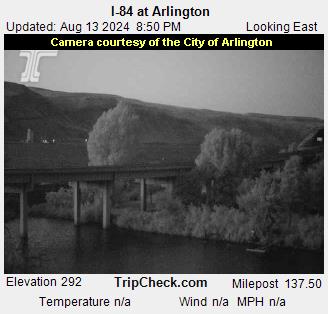 I-84 at Arlington
Updated: Aug 13 2024 8:50 PM Looking East
Camera courtesy of the City of Arlington
Elevation 292 TripCheck.com Milepost 137.50
Temperature n/a Wind n/a MPH n/a